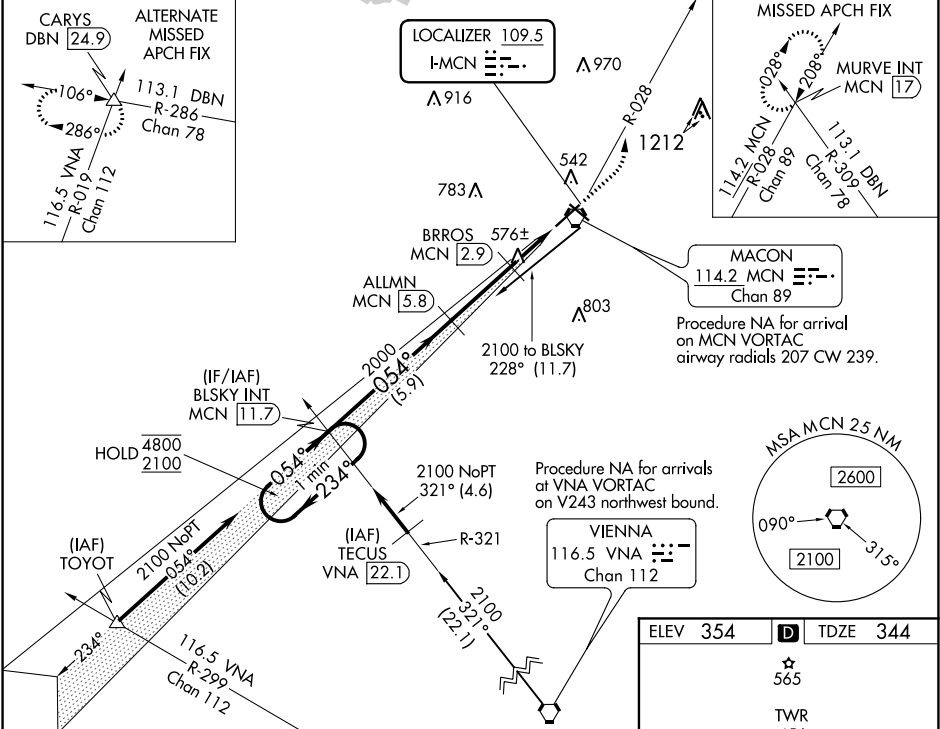 CARYS
DBN 24.9
ALTERNATE
MISSED
APCH FIX
106°
286°
113.1 DBN
R-286
Chan 78
116.5 VNA
R-019
Chan 112
LOCALIZER 109.5
I-MCN
916
970
R-028
1212
542
783
MISSED APCH FIX
028°
208°
MURVE INT
MCN 17
114.2 MCN
R-028
Chan 89
113.1 DBN
R-309
Chan 78
BRROS
MCN 2.9
576±
ALLMN
MCN 5.8
MACON
114.2 MCN
Chan 89
803
Procedure NA for arrival
on MCN VORTAC
airway radials 207 CW 239.
2100 to BLSKY
228° (11.7)
2000
054°
(5.9)
(IF/IAF)
BLSKY INT
MCN 11.7
HOLD 4800
2100
054°
1 min
234°
2100 NoPT
321° (4.6)
Procedure NA for arrivals
at VNA VORTAC
on V243 northwest bound.
MSA MCN 25 NM
2600
090°
315°
2100
(IAF)
TOYOT
2100 NoPT
054°
(10.2)
(IAF)
TECUS
VNA 22.1
R-321
VIENNA
116.5 VNA
Chan 112
2100
321°
(22.1)
234°
116.5 VNA
R-299
Chan 112
ELEV 354 D TDZE 344
565
TWR